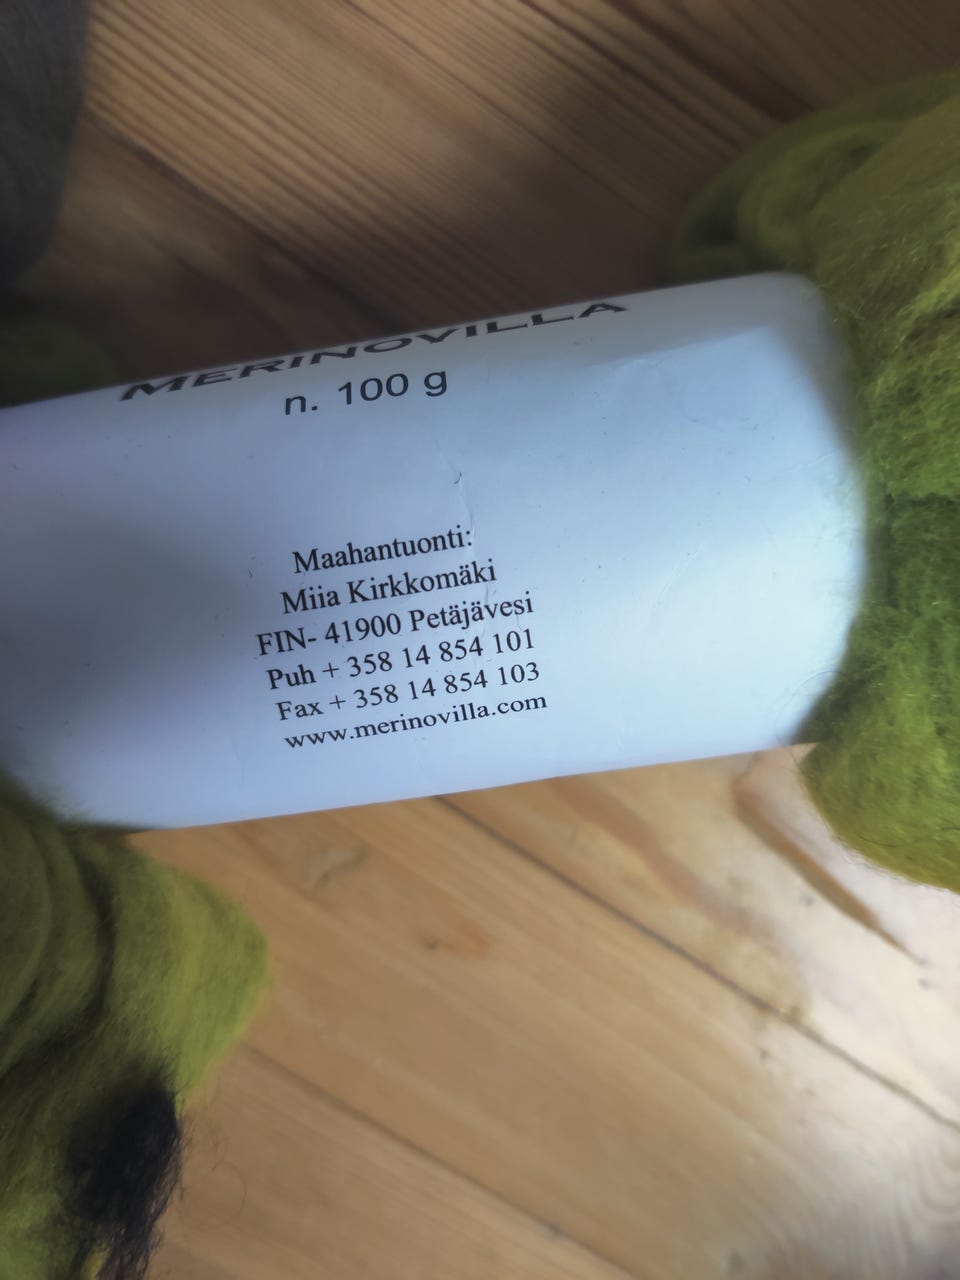 MERINOVILLA
n. 100 g
Maahantuonti:
Miia Kirkkomäki
FIN- 41900 Petäjävesi
Puh + 358 14 854 101
Fax + 358 14 854 103
www.merinovilla.com